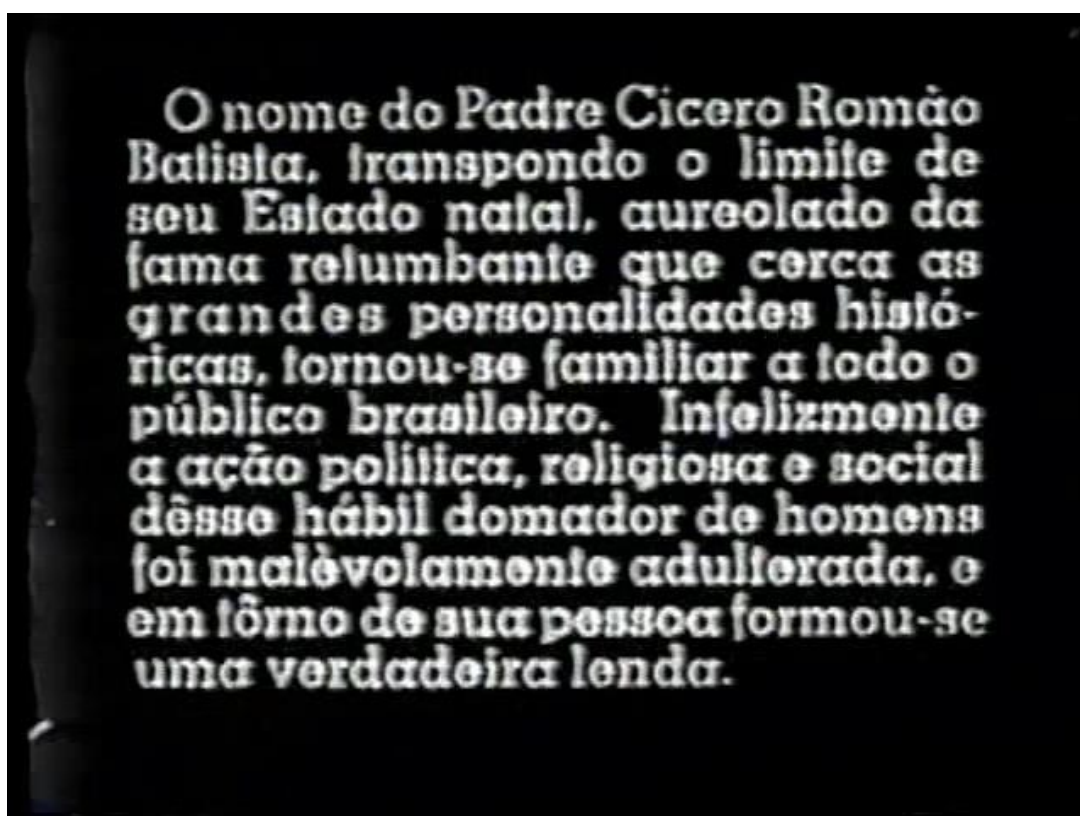 O nome do Padre Cicero Romão
Batista, transpondo o limite de
seu Estado natal, aureolado da
fama retumbante que cerca as
grandes personalidades histó-
ricas, tornou-se familiar a todo o
público brasileiro. Infelizmente
a ação política, religiosa e social
dêsse hábil domador de homens
foi malèvolamente adulterada, e
em tôrno de sua pessoa formou-se
uma verdadeira lenda.